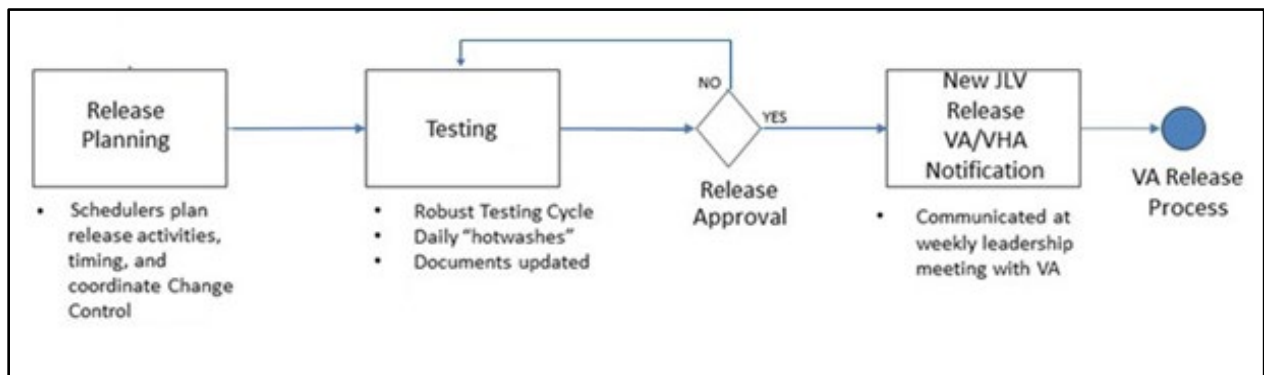 Release
Planning
• Schedulers plan
release activities,
timing, and
coordinate Change
Control
Testing
• Robust Testing Cycle
• Daily “hotwashes”
• Documents updated
NO
YES
Release
Approval
New JLV
Release
VA/VHA
Notification
• Communicated at
weekly leadership
meeting with VA
VA Release
Process